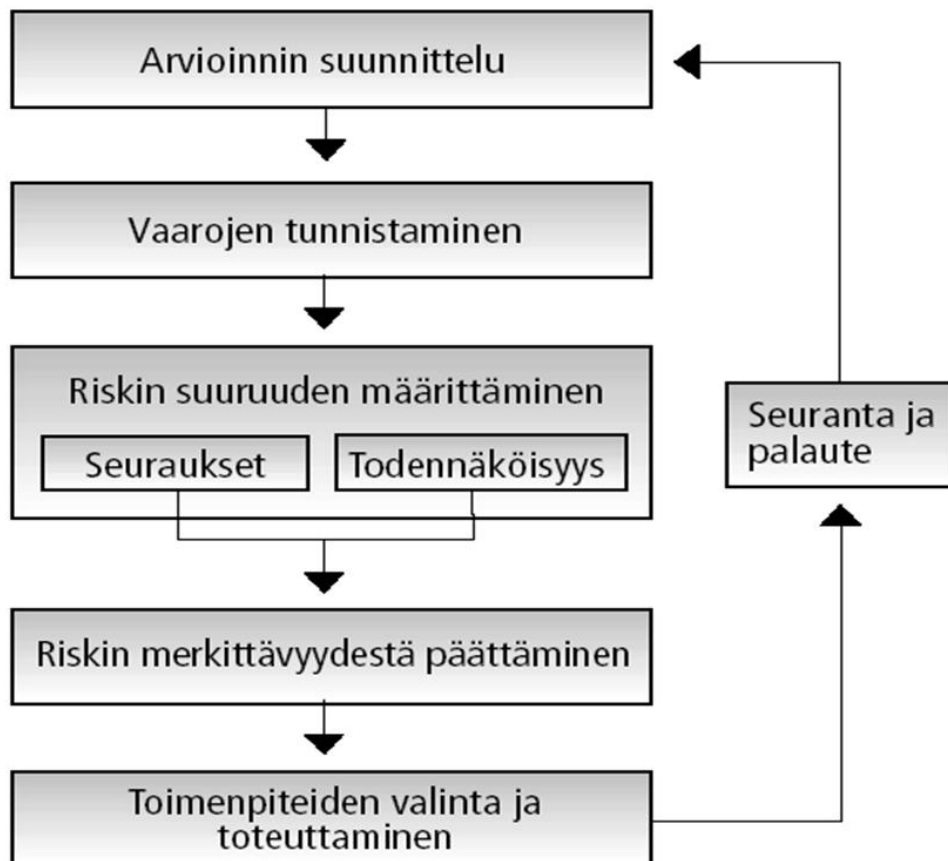 Arvioinnin suunnittelu
Vaarojen tunnistaminen
Riskin suuruuden määrittäminen
Seuraukset
Todennäköisyys
Riskin merkittävyydestä päättäminen
Toimenpiteiden valinta ja
toteuttaminen
Seuranta ja
palaute